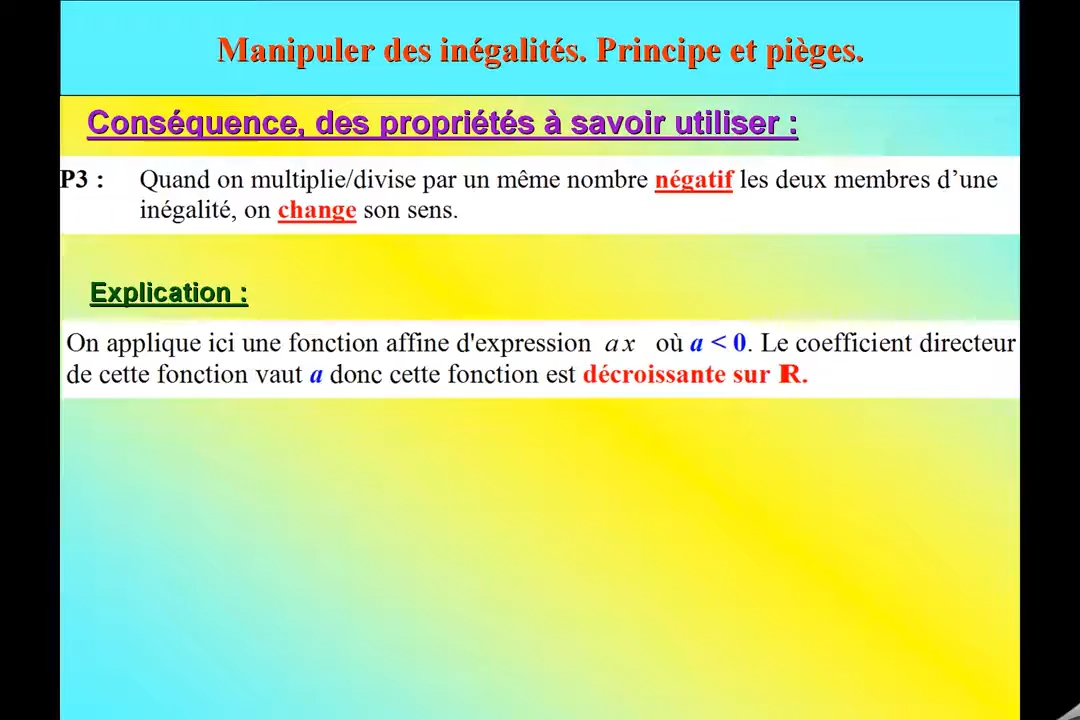 Manipuler des inégalités. Principe et pièges.
Conséquence, des propriétés à savoir utiliser :
P3 : Quand on multiplie/divise par un même nombre négatif les deux membres d’une
inégalité, on change son sens.
Explication :
On applique ici une fonction affine d'expression a x où a < 0. Le coefficient directeur
de cette fonction vaut a donc cette fonction est décroissante sur ℝ.